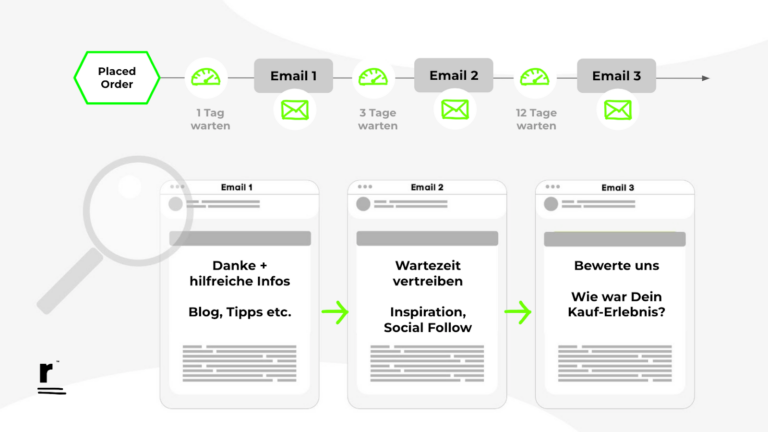 Placed
Order
Email 1
Email 2
Email 3
1 Tag
warten
3 Tage
warten
12 Tage
warten
Email 1
Danke +
hilfreiche Infos
Blog, Tipps etc.
Email 2
Wartezeit
vertreiben
Inspiration,
Social Follow
Email 3
Bewerte uns
Wie war Dein
Kauf-Erlebnis?
r